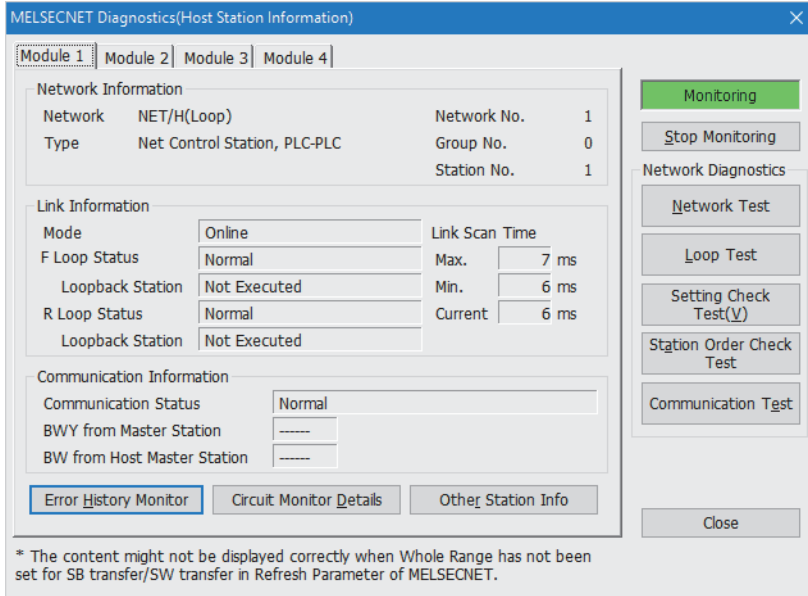 MELSECNET Diagnostics(Host Station Information)
Module 1 Module 2 Module 3 Module 4
Network Information
Network NET/H(Loop) Network No. 1
Type Net Control Station, PLC-PLC Group No. 0
Station No. 1
Link Information
Mode Online Link Scan Time
F Loop Status Normal Max. 7 ms
Loopback Station Not Executed Min. 6 ms
R Loop Status Normal Current 6 ms
Loopback Station Not Executed
Communication Information
Communication Status Normal
BWY from Master Station ------
BW from Host Master Station ------
Error History Monitor Circuit Monitor Details Other Station Info
Monitoring
Stop Monitoring
Network Diagnostics
Network Test
Loop Test
Setting Check
Test(V)
Station Order Check
Test
Communication Test
Close
* The content might not be displayed correctly when Whole Range has not been
set for SB transfer/SW transfer in Refresh Parameter of MELSECNET.